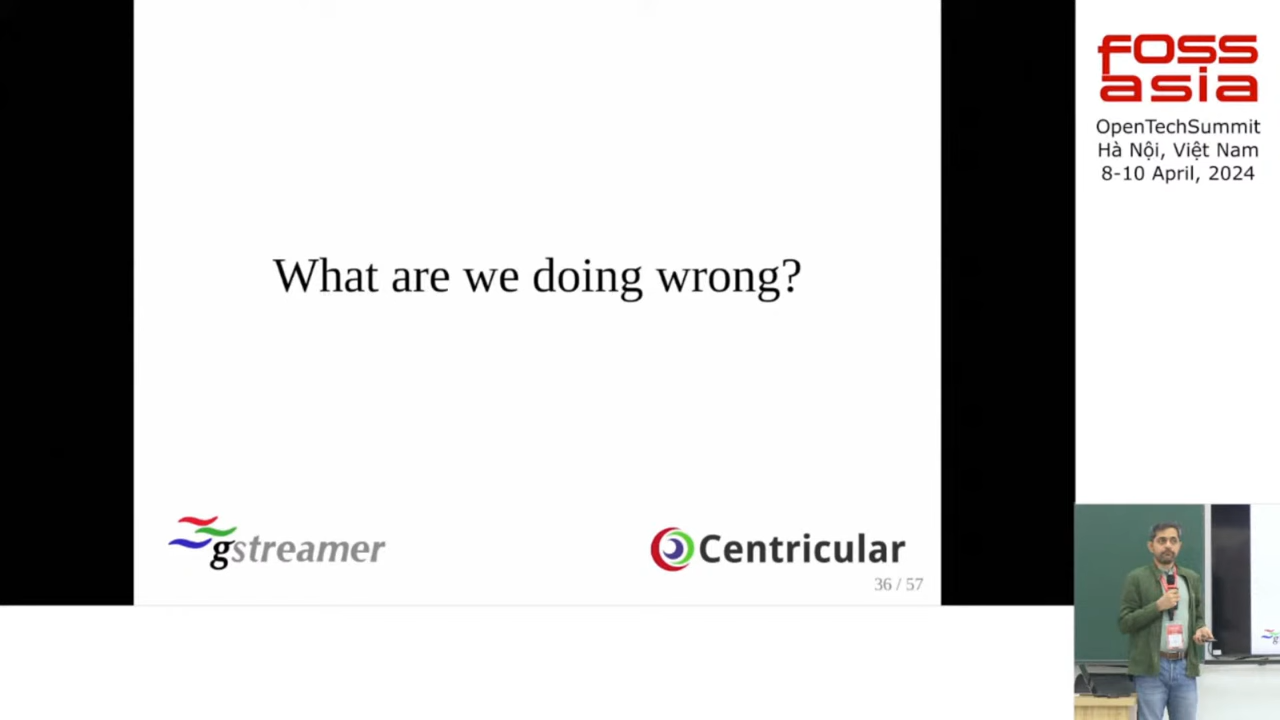 What are we doing wrong?
gstreamer
Centricular
36 / 57
FOSS
asia
OpenTechSummit
Hà Nội, Việt Nam
8-10 April, 2024